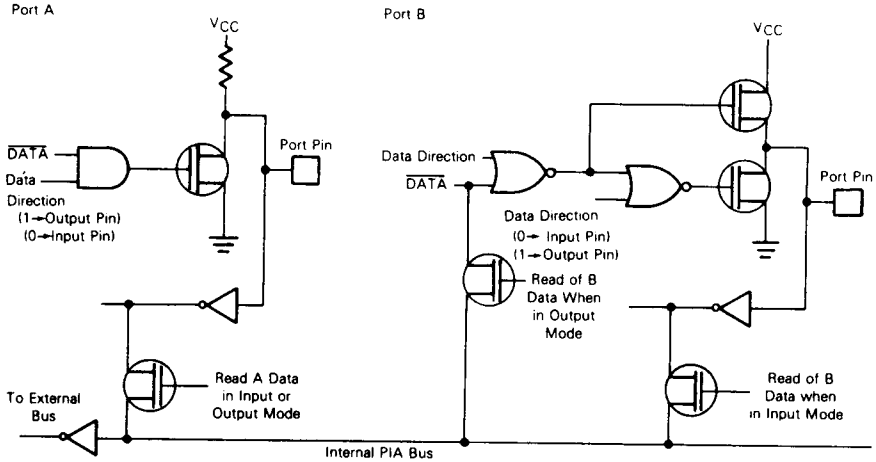 Port A
VCC
Port Pin
DATA
Data
Direction
(1→Output Pin)
(0→Input Pin)
Read A Data
in Input or
Output Mode
To External
Bus
Internal PIA Bus
Port B
VCC
Data Direction
DATA
Port Pin
Data Direction
(0→ Input Pin)
(1→Output Pin)
Read of B
Data When
in Output
Mode
Read of B
Data when
in Input Mode